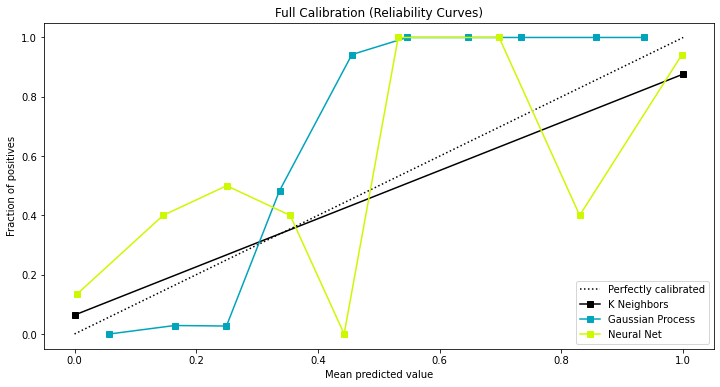 Full Calibration (Reliability Curves)
1.0
0.8
0.6
0.4
0.2
0.0
Fraction of positives
Perfectly calibrated
K Neighbors
Gaussian Process
Neural Net
0.0 0.2 0.4 0.6 0.8 1.0
Mean predicted value